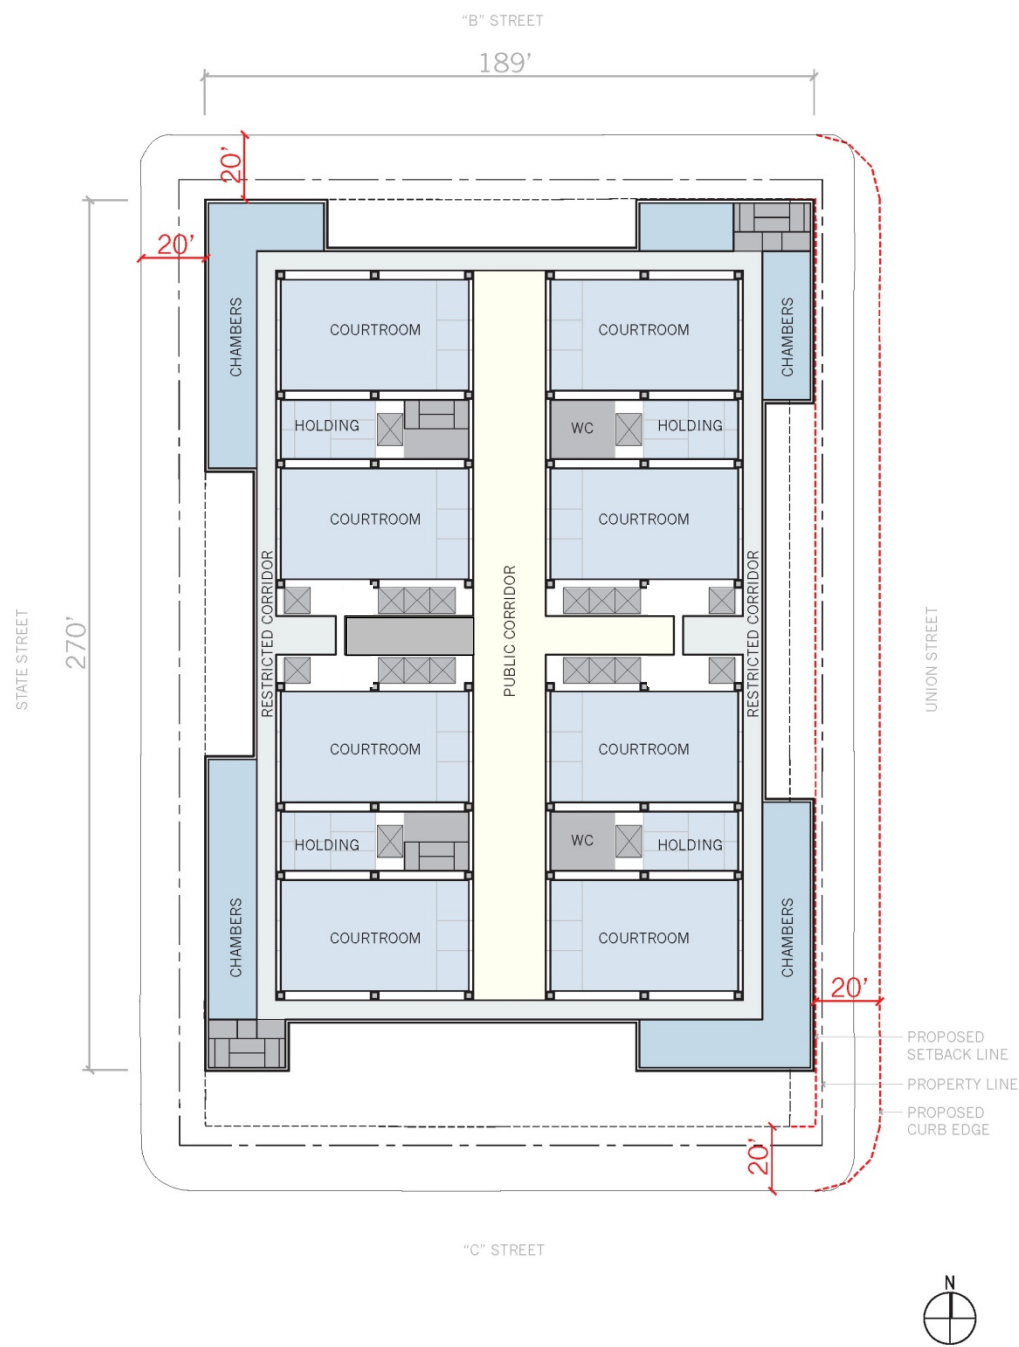 “B” STREET
189’
20’
20’
CHAMBERS
COURTROOM
COURTROOM
CHAMBERS
HOLDING
WC
HOLDING
COURTROOM
COURTROOM
STATE STREET
270’
RESTRICTED CORRIDOR
PUBLIC CORRIDOR
RESTRICTED CORRIDOR
UNION STREET
COURTROOM
COURTROOM
HOLDING
WC
HOLDING
CHAMBERS
COURTROOM
COURTROOM
CHAMBERS
20’
PROPOSED
SETBACK LINE
PROPERTY LINE
PROPOSED
CURB EDGE
20’
“C” STREET
N